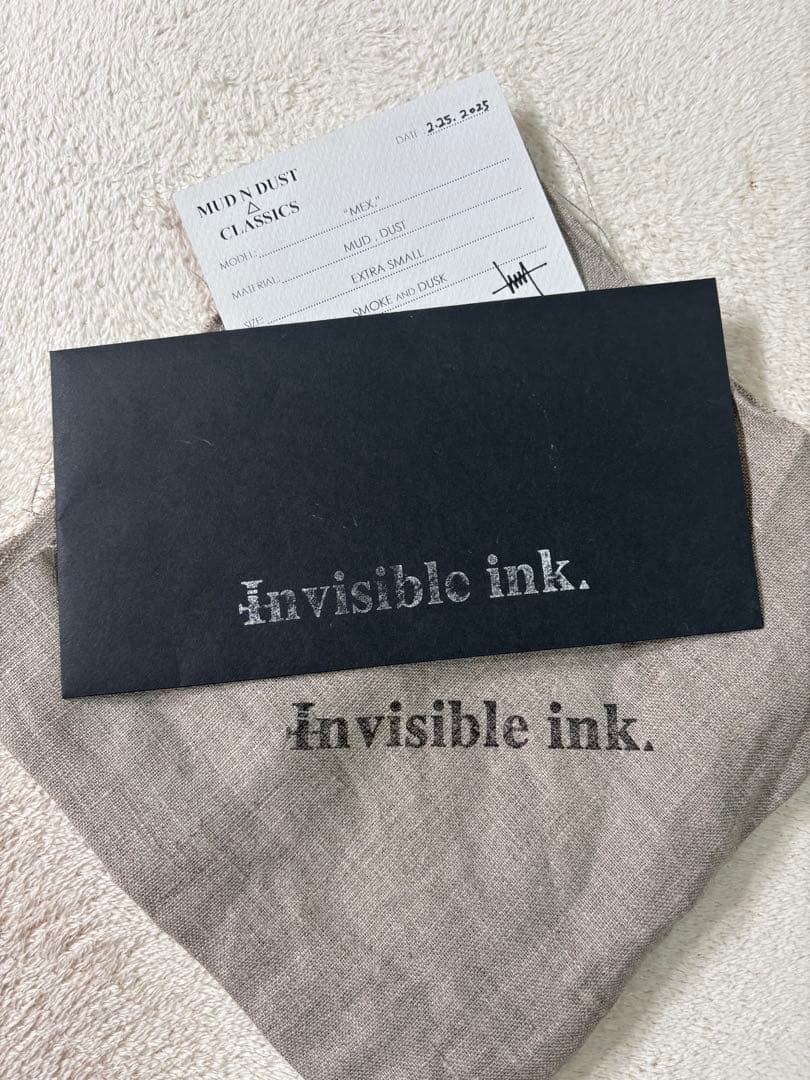 DATE: 2.25.2025
MUD N DUST
CLASSICS
MODEL: "MEX."
MATERIAL: MUD . DUST
SIZE: EXTRA SMALL
SMOKE AND DUSK
Invisible ink.
Invisible ink.